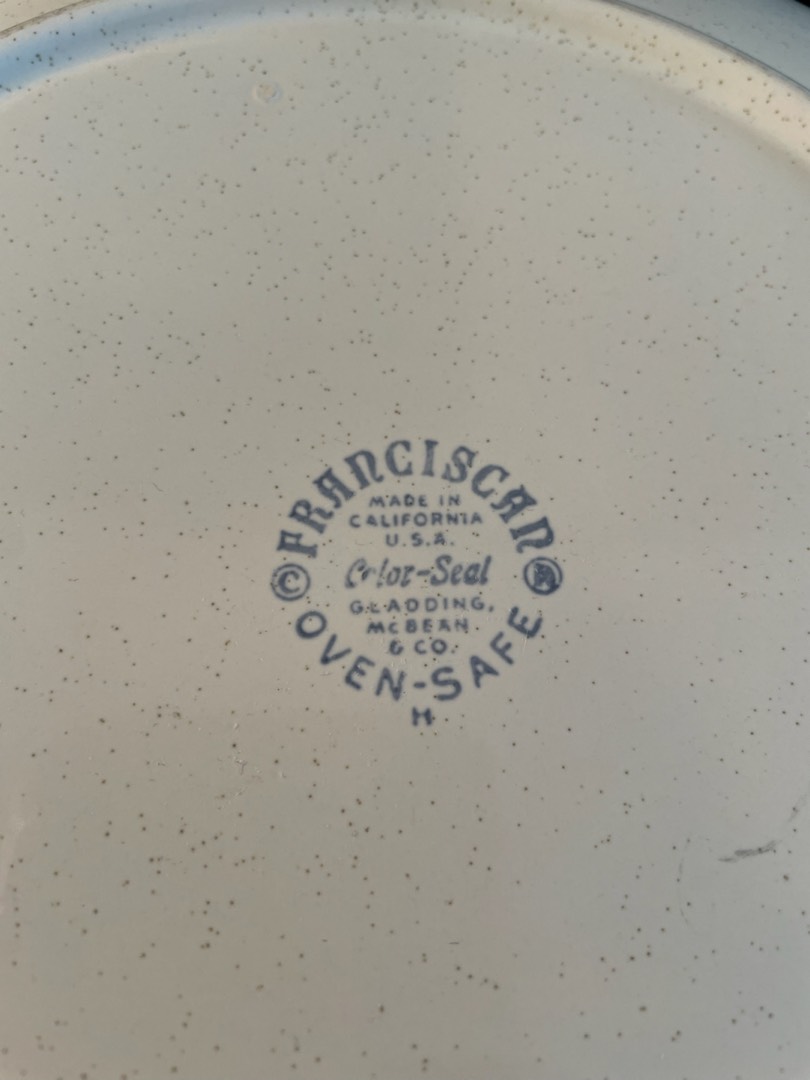 FRANCISCAN
MADE IN
CALIFORNIA
U.S.A.
© Color-Seal ®
GLADDING,
McBEAN
& CO.
OVEN-SAFE
H